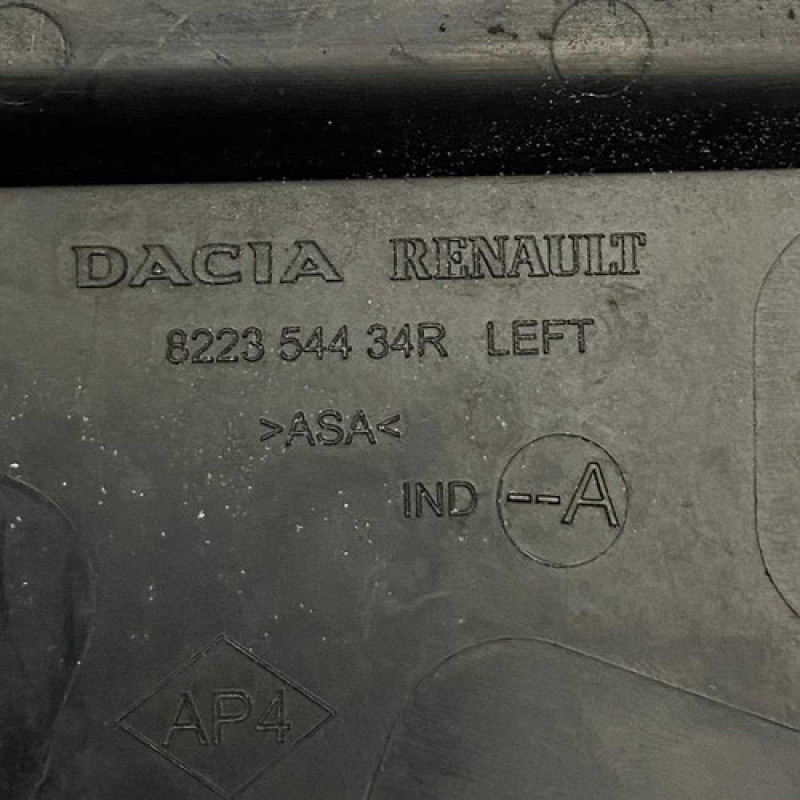 DACIA RENAULT
8223 544 34R LEFT
>ASA<
IND --A
AP4